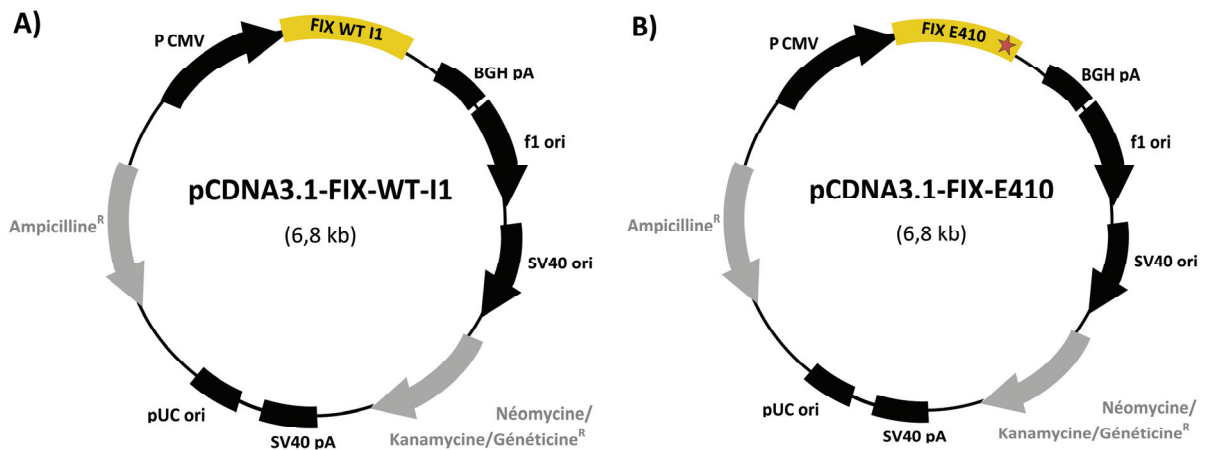 A)
P CMV
FIX WT I1
BGH pA
f1 ori
pCDNA3.1-FIX-WT-I1
(6,8 kb)
Ampicilline^R
SV40 ori
pUC ori
SV40 pA
Néomycine/
Kanamycine/Généticine^R
B)
P CMV
FIX E410
BGH pA
f1 ori
pCDNA3.1-FIX-E410
(6,8 kb)
Ampicilline^R
SV40 ori
pUC ori
SV40 pA
Néomycine/
Kanamycine/Généticine^R